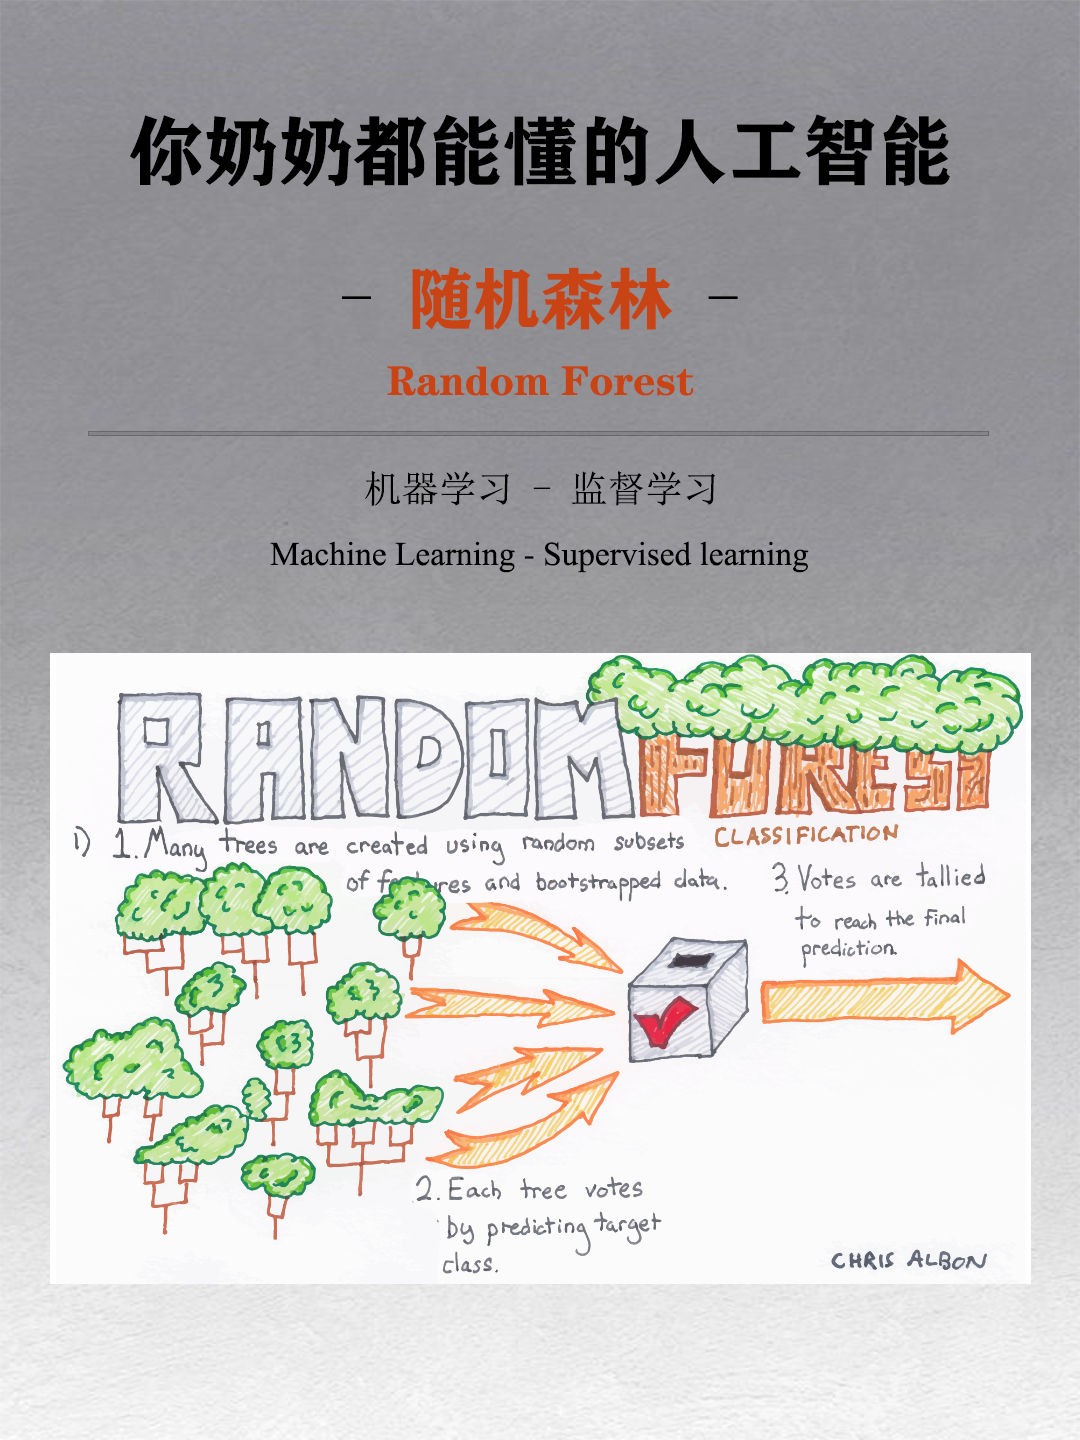 你奶奶都能懂的人工智能
- 随机森林 -
Random Forest
机器学习 - 监督学习
Machine Learning - Supervised learning
RANDOM FOREST
CLASSIFICATION
1) 1. Many trees are created using random subsets
of features and bootstrapped data.
3. Votes are tallied
to reach the final
prediction.
2. Each tree votes
by predicting target
class.
CHRIS ALBON